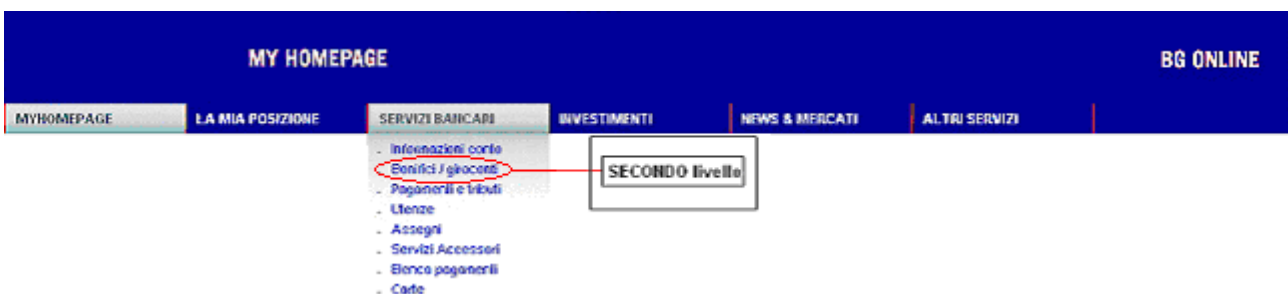 MY HOMEPAGE
BG ONLINE
MYHOMEPAGE LA MIA POSIZIONE SERVIZI BANCARI INVESTIMENTI NEWS & MERCATI ALTRI SERVIZI
- Informazioni conto
- Bonifici / giroconti
SECONDO livello
- Pagamenti e tributi
- Utenze
- Assegni
- Servizi Accessori
- Elenco pagamenti
- Carte